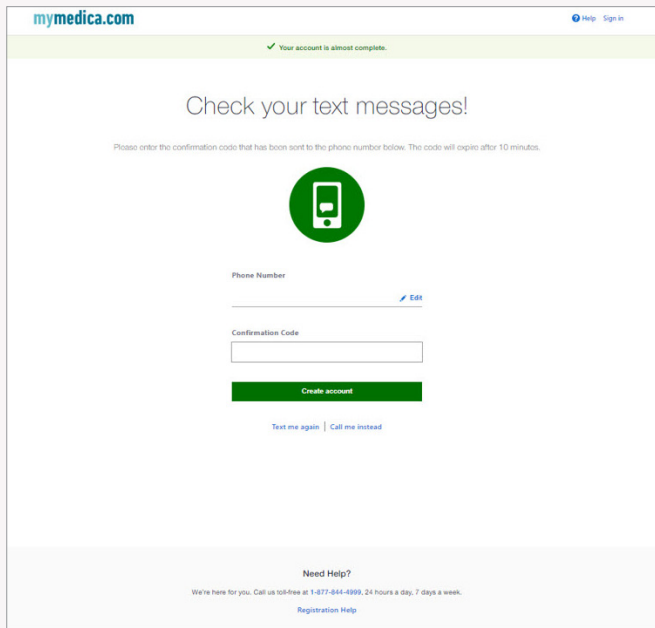 mymedica.com
Help Sign in
Your account is almost complete.
Check your text messages!
Please enter the confirmation code that has been sent to the phone number below. The code will expire after 10 minutes.
Phone Number
Edit
Confirmation Code
Create account
Text me again | Call me instead
Need Help?
We're here for you. Call us toll-free at 1-877-844-4999, 24 hours a day, 7 days a week.
Registration Help